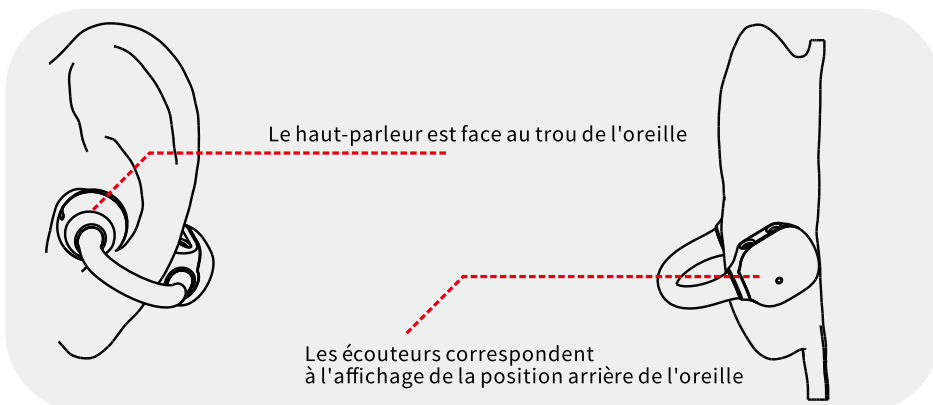 Le haut-parleur est face au trou de l'oreille
Les écouteurs correspondent
à l'affichage de la position arrière de l'oreille